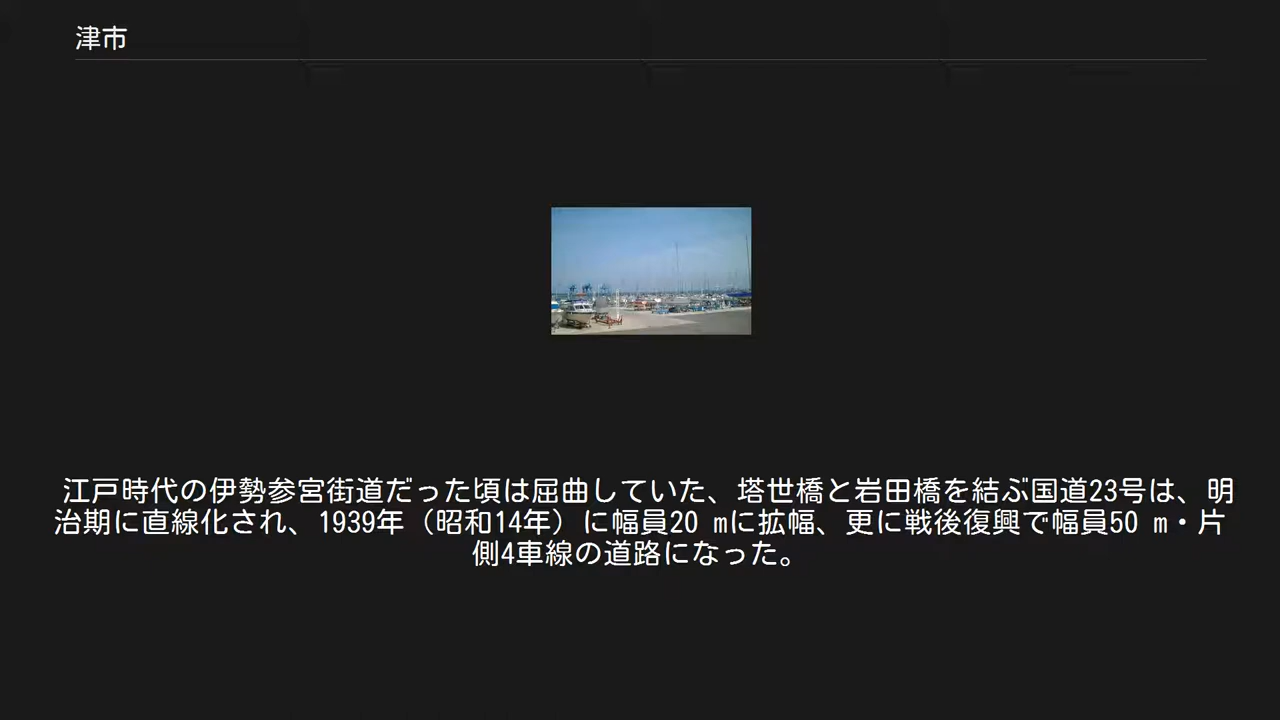 津市
江戸時代の伊勢参宮街道だった頃は屈曲していた、塔世橋と岩田橋を結ぶ国道23号は、明
治期に直線化され、1939年（昭和14年）に幅員20 mに拡幅、更に戦後復興で幅員50 m・片
側4車線の道路になった。